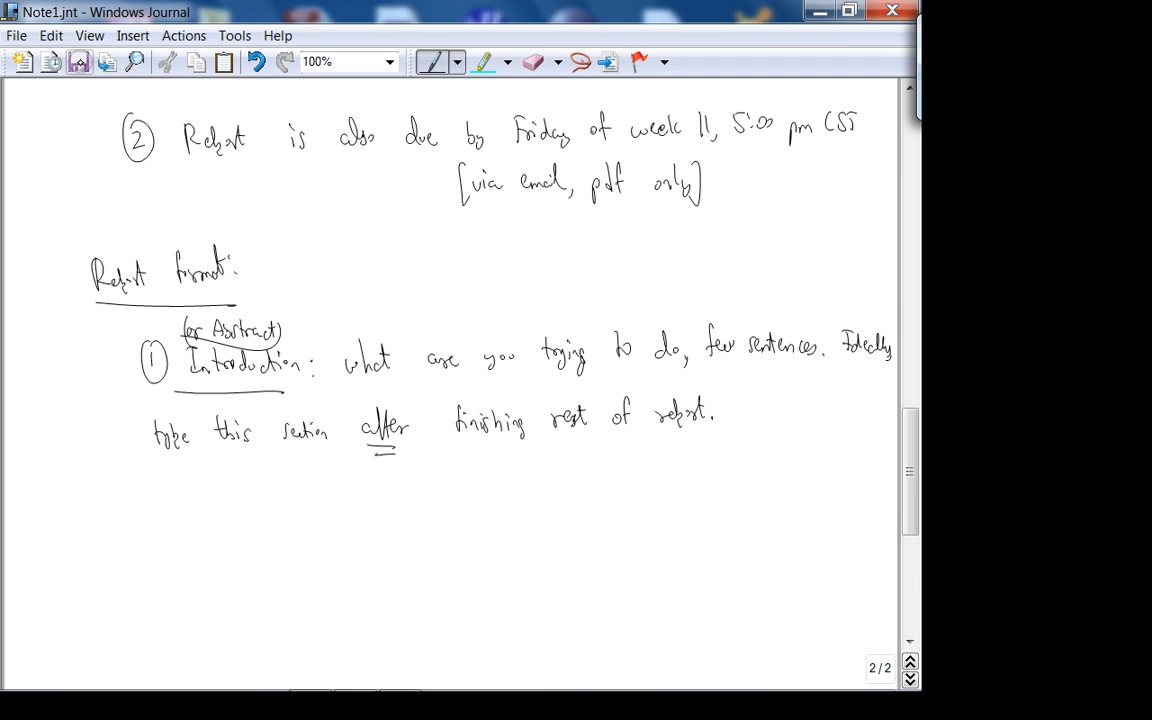 Note1.jnt - Windows Journal
File Edit View Insert Actions Tools Help
100%
② Report is also due by Friday of week 11, 5:00 pm CST
[via email, pdf only]
Report format:
(or Abstract)
① Introduction: what are you trying to do, few sentences. Ideally
type this section after finishing rest of report.
2/2